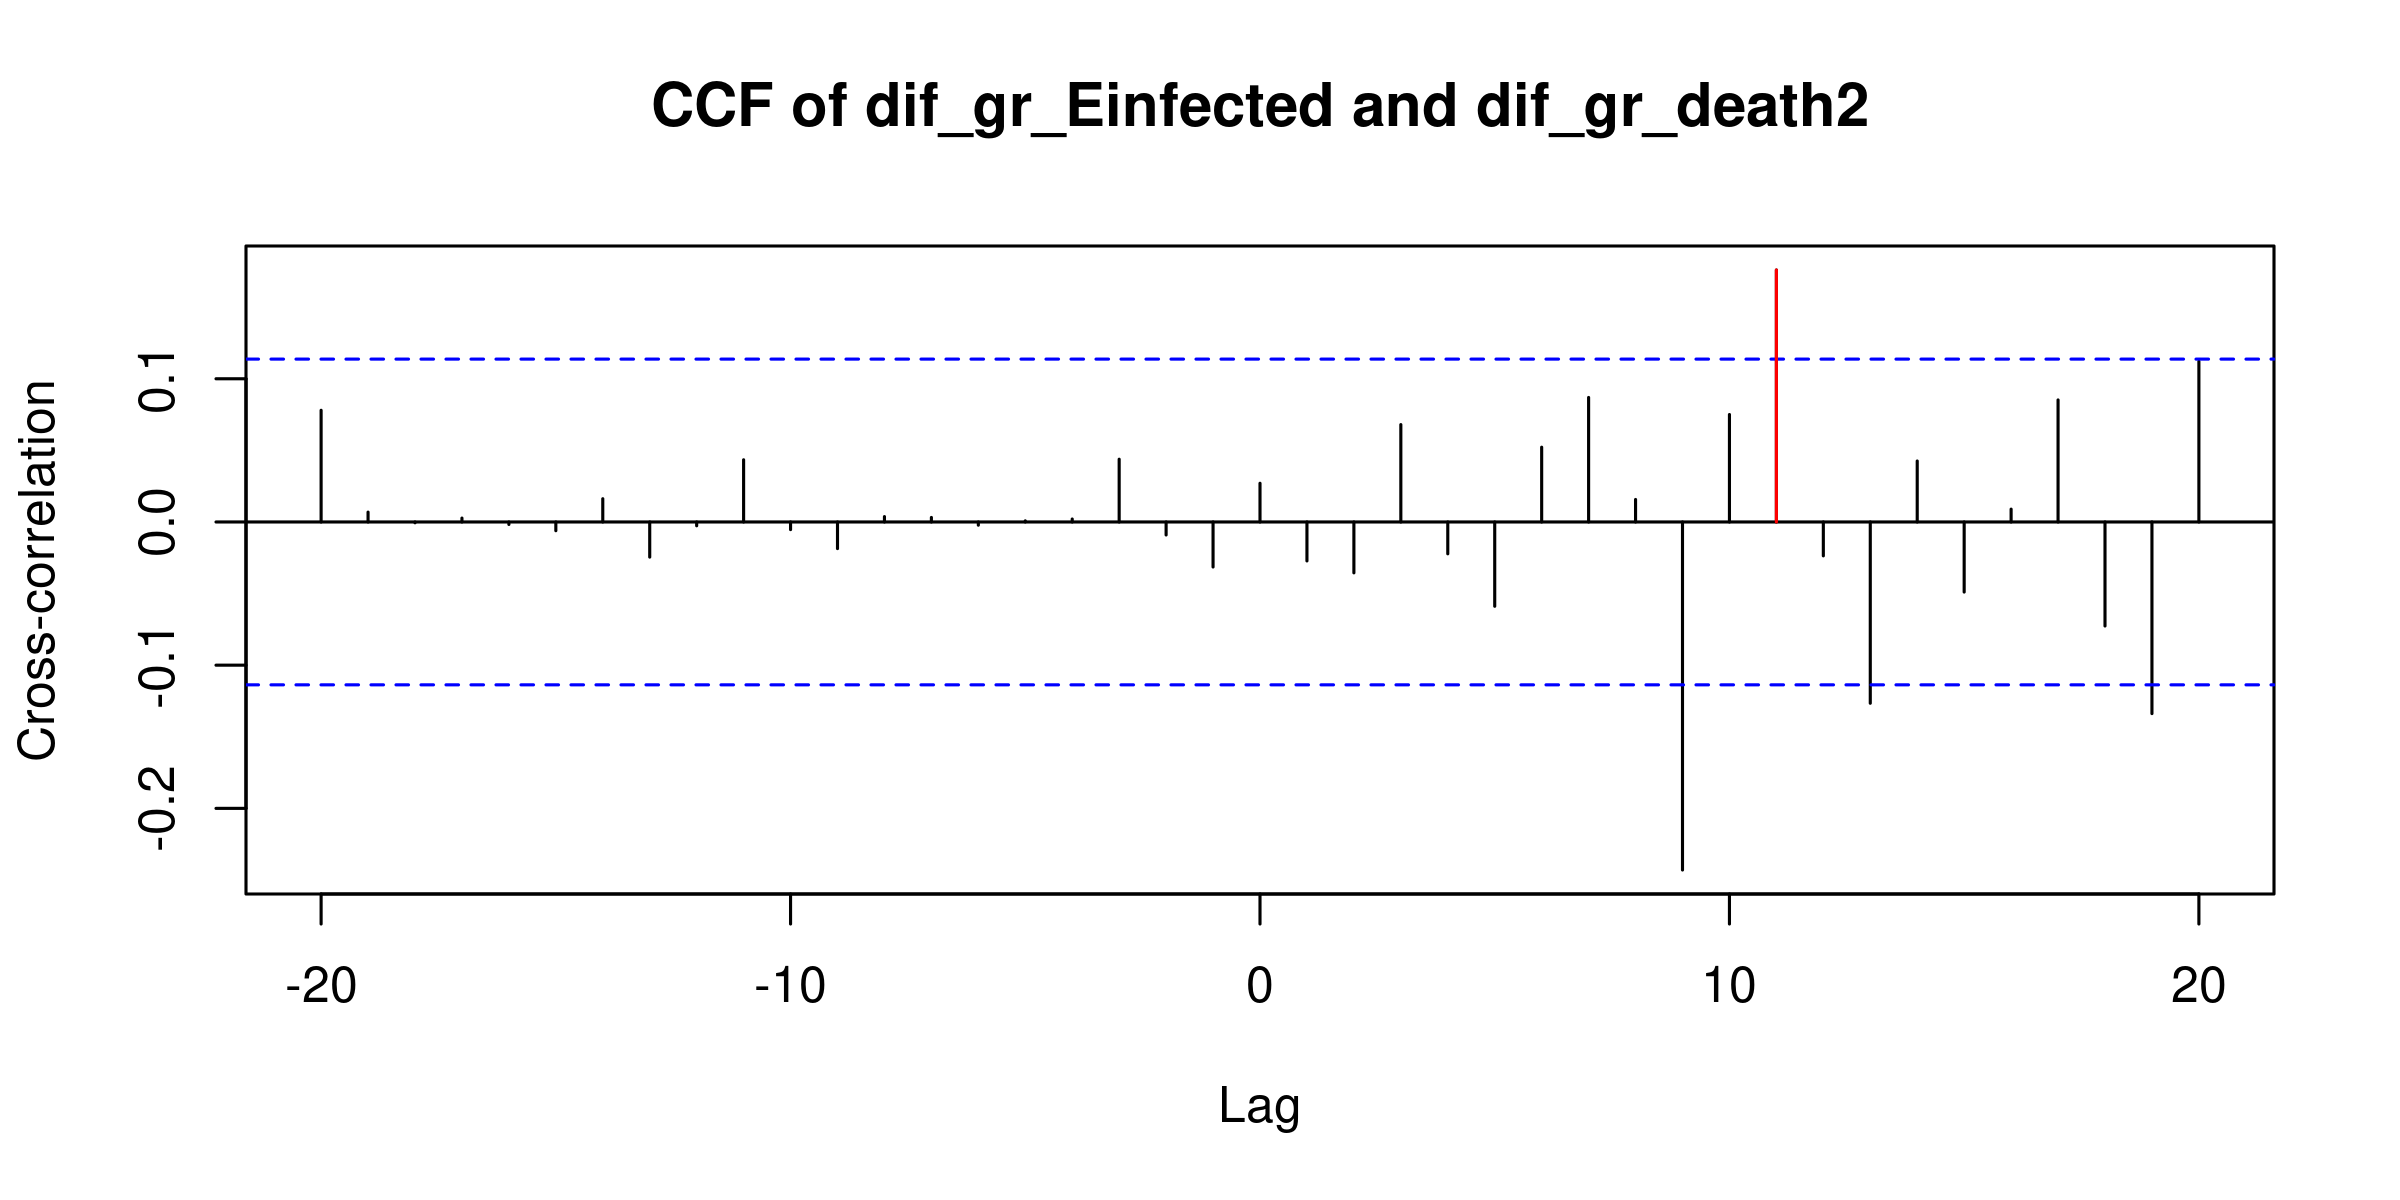 CCF of dif_gr_Einfected and dif_gr_death2
Cross-correlation
0.1
0.0
-0.1
-0.2
-20 -10 0 10 20
Lag